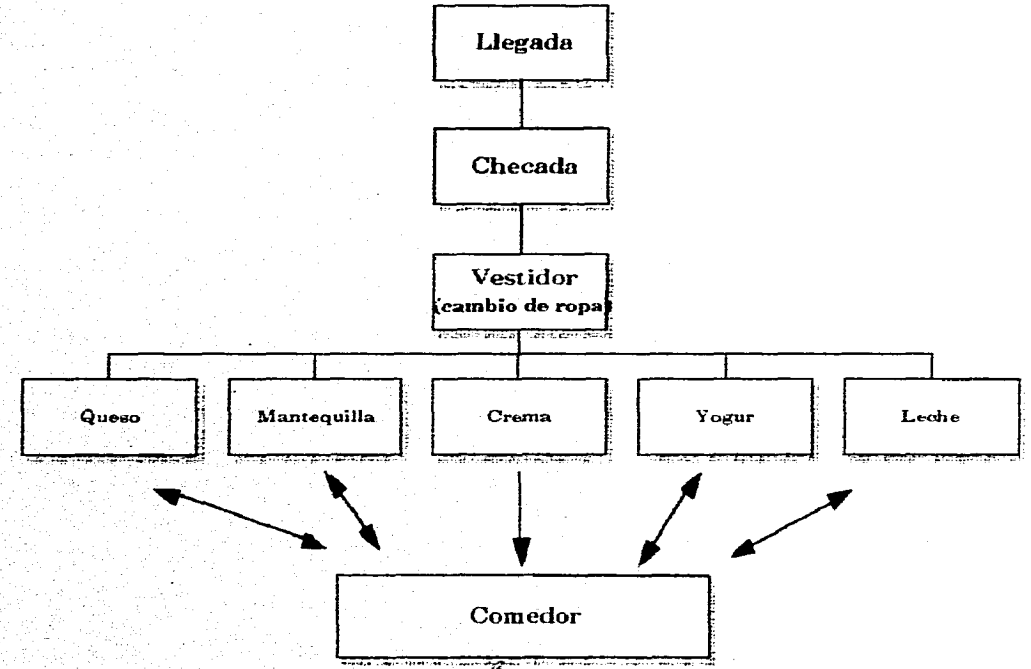 Llegada
Checada
Vestidor
(cambio de ropa)
Queso
Mantequilla
Crema
Yogur
Leche
Comedor